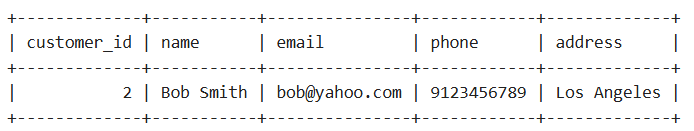 +-------------+-----------+---------------+------------+-------------+
| customer_id | name      | email         | phone      | address     |
+-------------+-----------+---------------+------------+-------------+
|           2 | Bob Smith | bob@yahoo.com | 9123456789 | Los Angeles |
+-------------+-----------+---------------+------------+-------------+